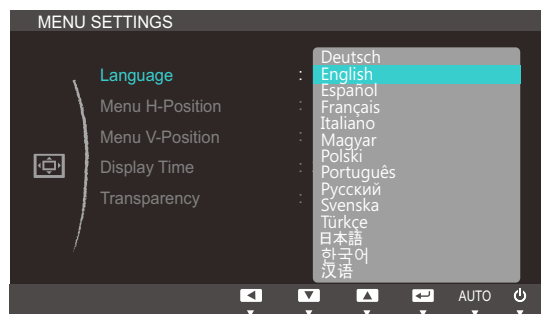 MENU SETTINGS
Language :
Deutsch
English
Español
Français
Italiano
Magyar
Polski
Português
Русский
Svenska
Türkçe
日本語
한국어
汉语
Menu H-Position :
Menu V-Position :
Display Time :
Transparency :
AUTO